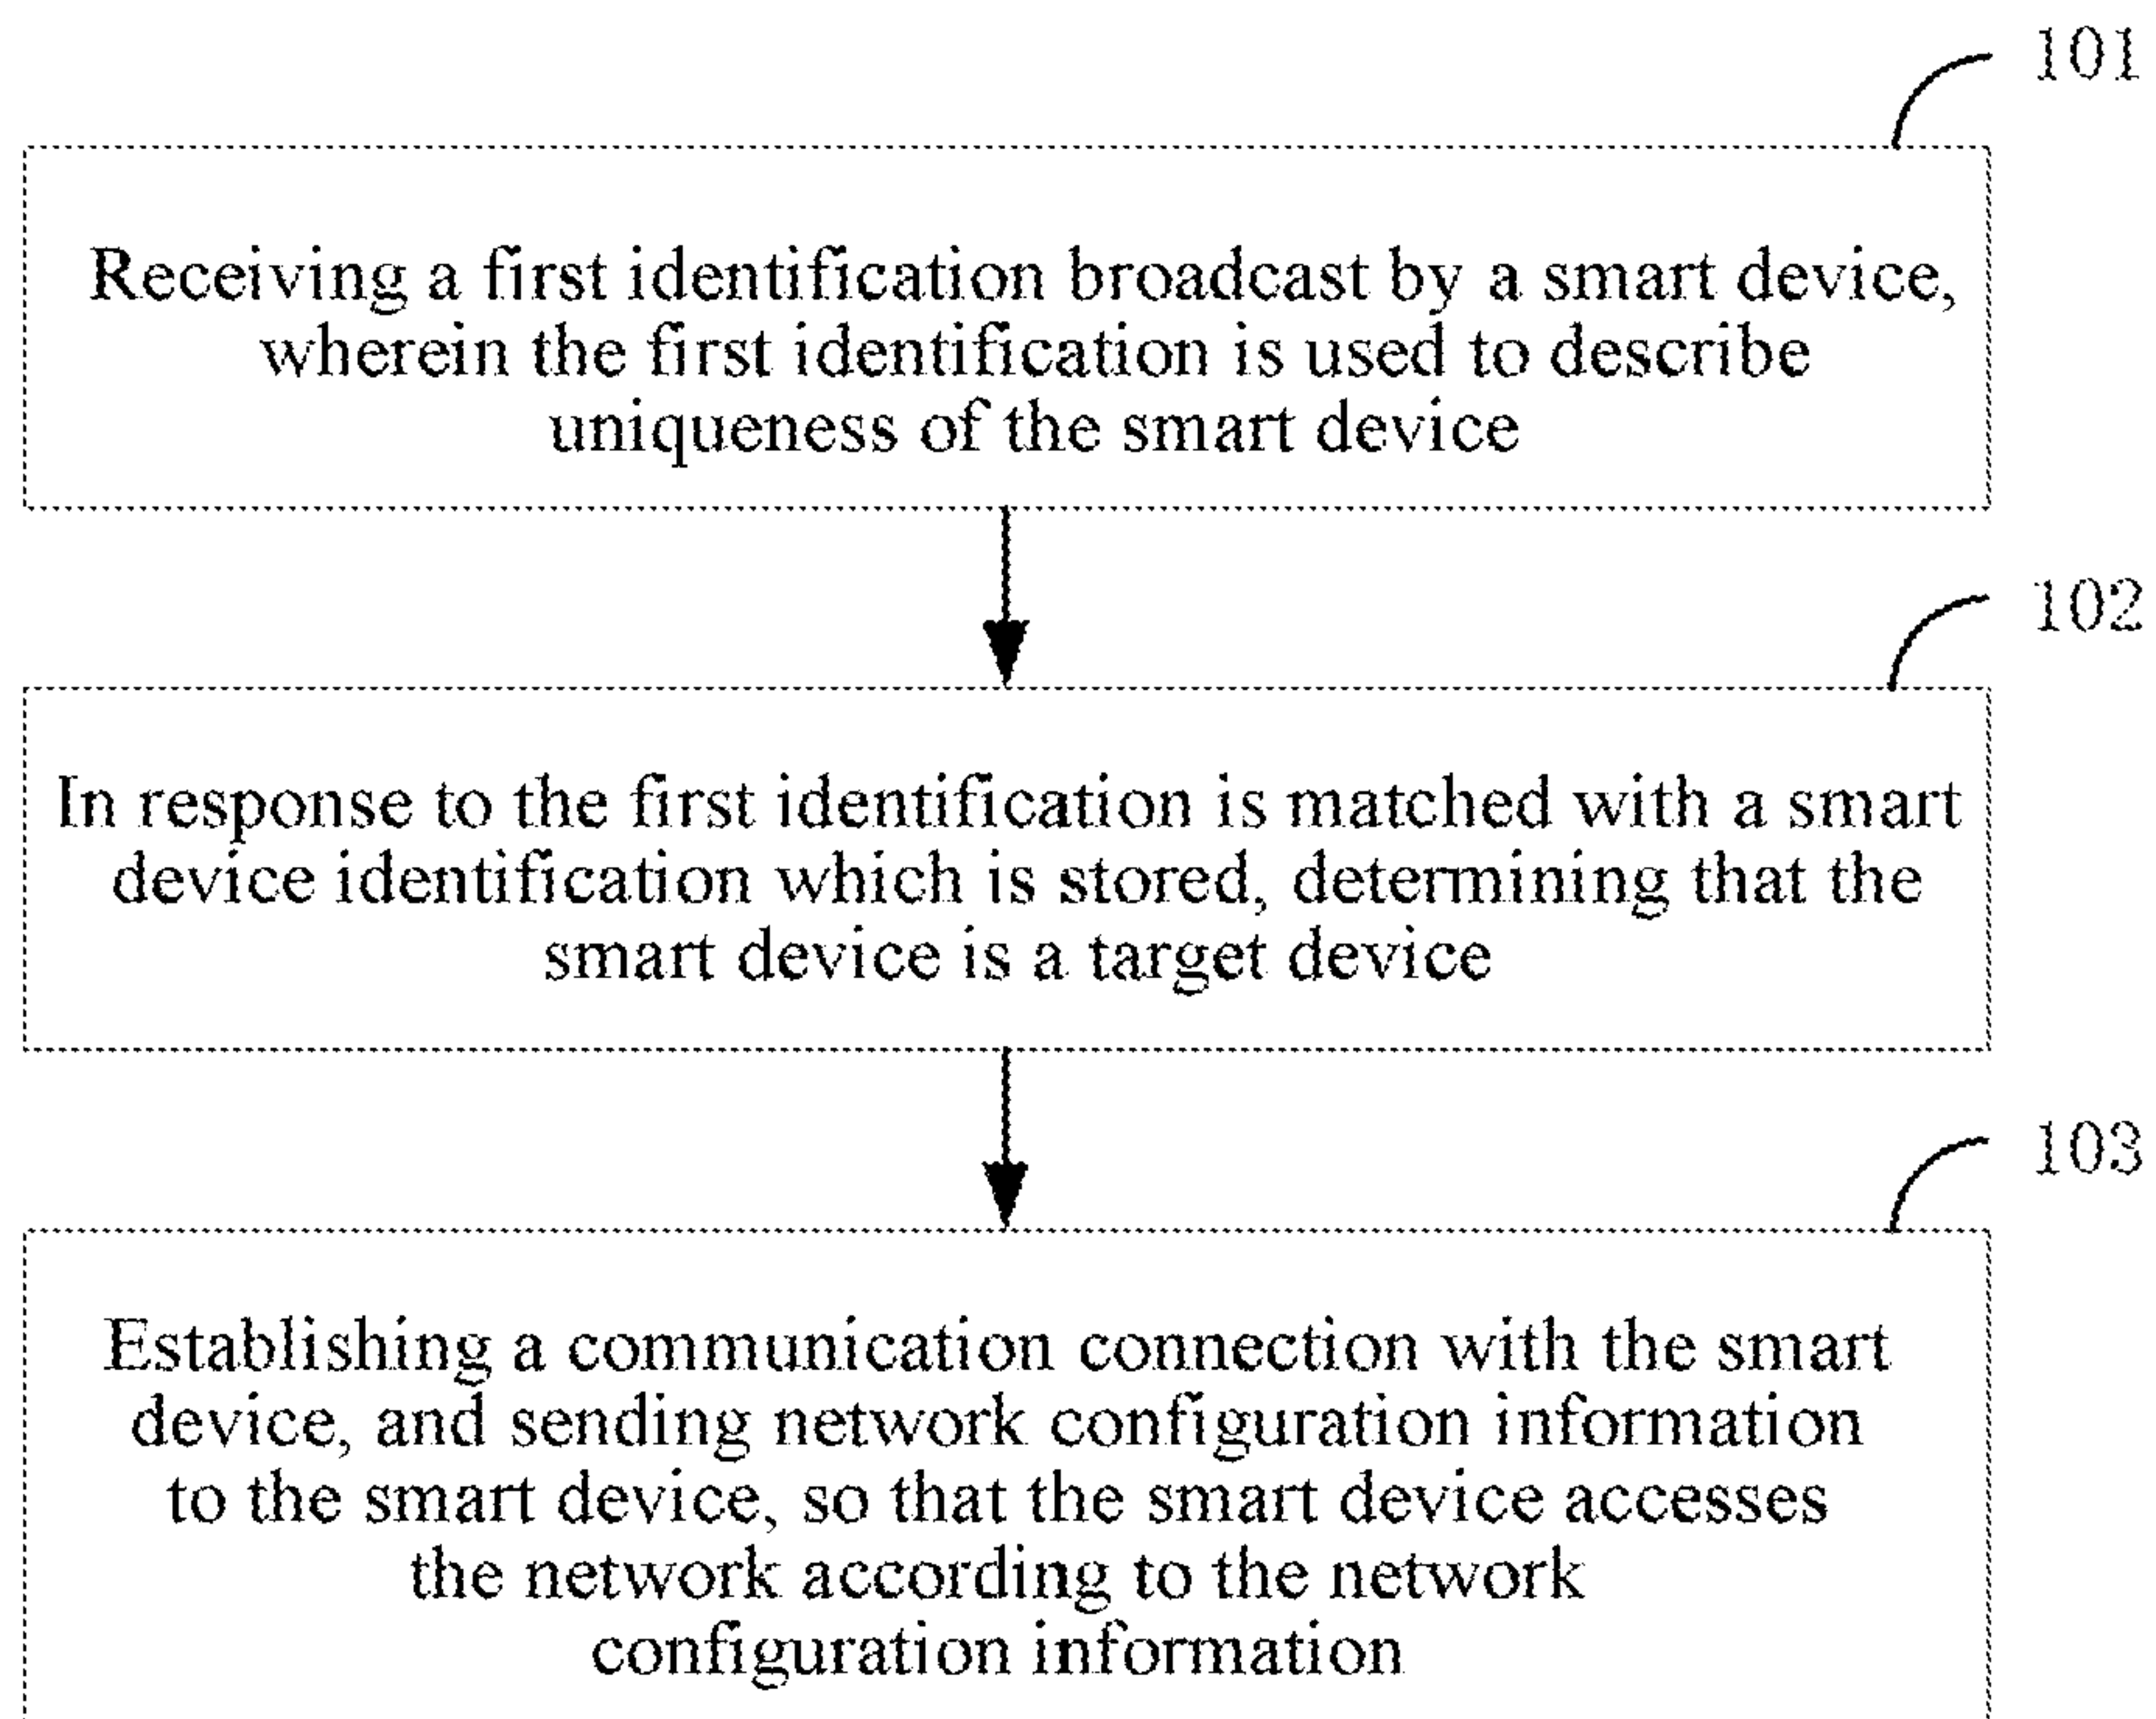 101
Receiving a first identification broadcast by a smart device,
wherein the first identification is used to describe
uniqueness of the smart device
102
In response to the first identification is matched with a smart
device identification which is stored, determining that the
smart device is a target device
103
Establishing a communication connection with the smart
device, and sending network configuration information
to the smart device, so that the smart device accesses
the network according to the network
configuration information